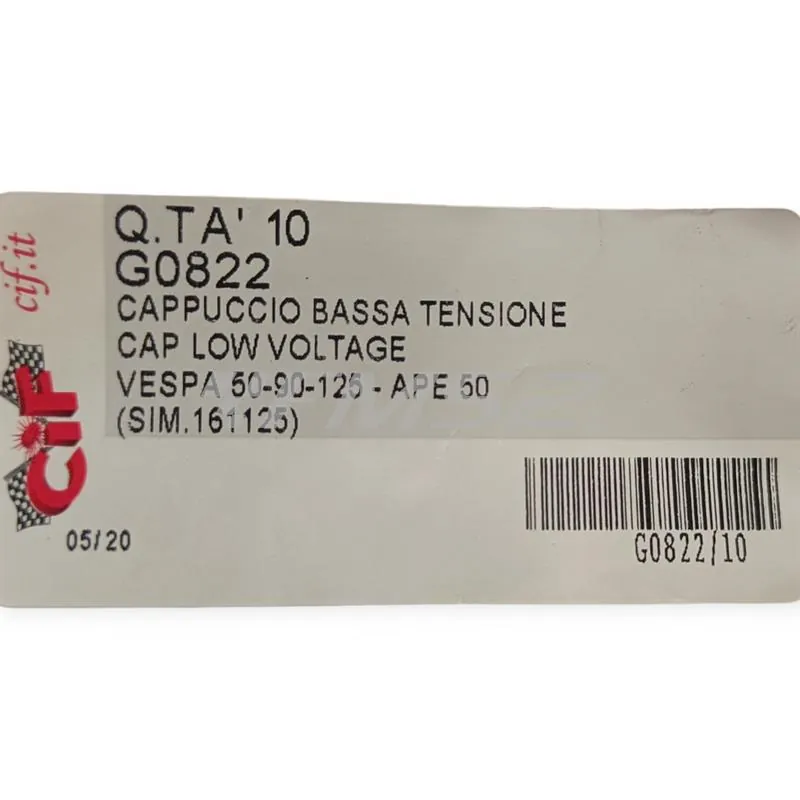 cif.it
CIF
Q.TA' 10
G0822
CAPPUCCIO BASSA TENSIONE
CAP LOW VOLTAGE
VESPA 50-90-125 - APE 50
(SIM.161125)
05/20
G0822/10